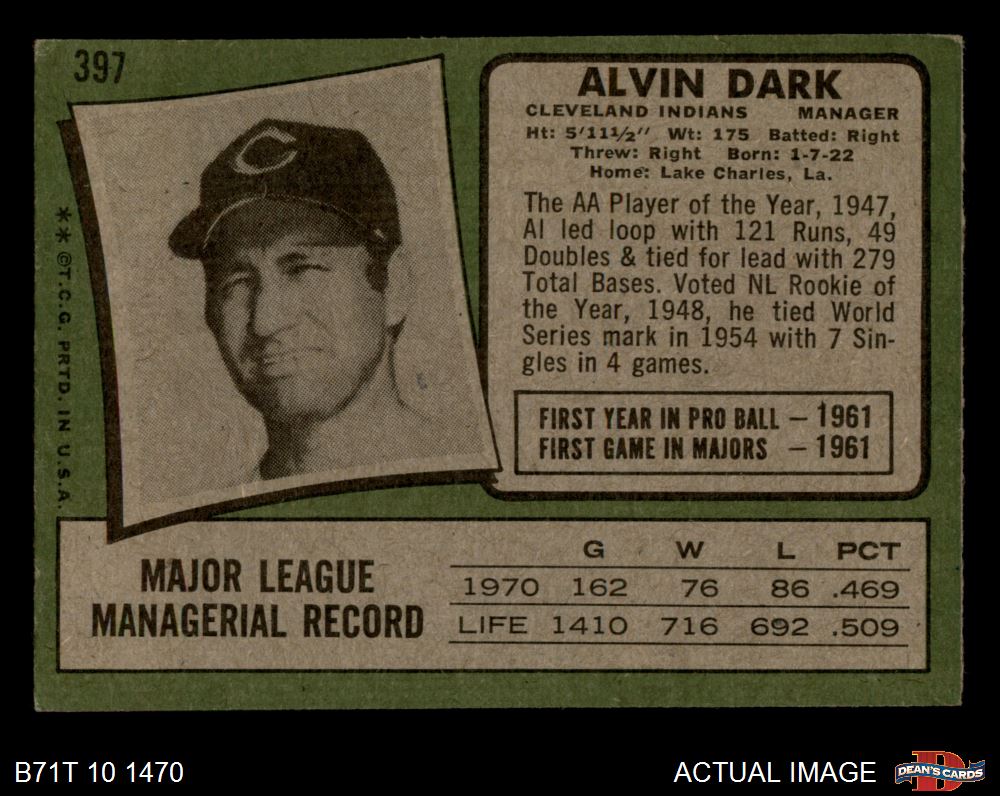 397
ALVIN DARK
CLEVELAND INDIANS MANAGER
Ht: 5'11½" Wt: 175 Batted: Right
Threw: Right Born: 1-7-22
Home: Lake Charles, La.
The AA Player of the Year, 1947,
Al led loop with 121 Runs, 49
Doubles & tied for lead with 279
Total Bases. Voted NL Rookie of
the Year, 1948, he tied World
Series mark in 1954 with 7 Sin-
gles in 4 games.
FIRST YEAR IN PRO BALL — 1961
FIRST GAME IN MAJORS — 1961
** ©T.C.G. PRTD. IN U.S.A.
C
MAJOR LEAGUE
MANAGERIAL RECORD
G W L PCT
1970 162 76 86 .469
LIFE 1410 716 692 .509
B71T 10 1470
ACTUAL IMAGE
D
DEAN'S CARDS